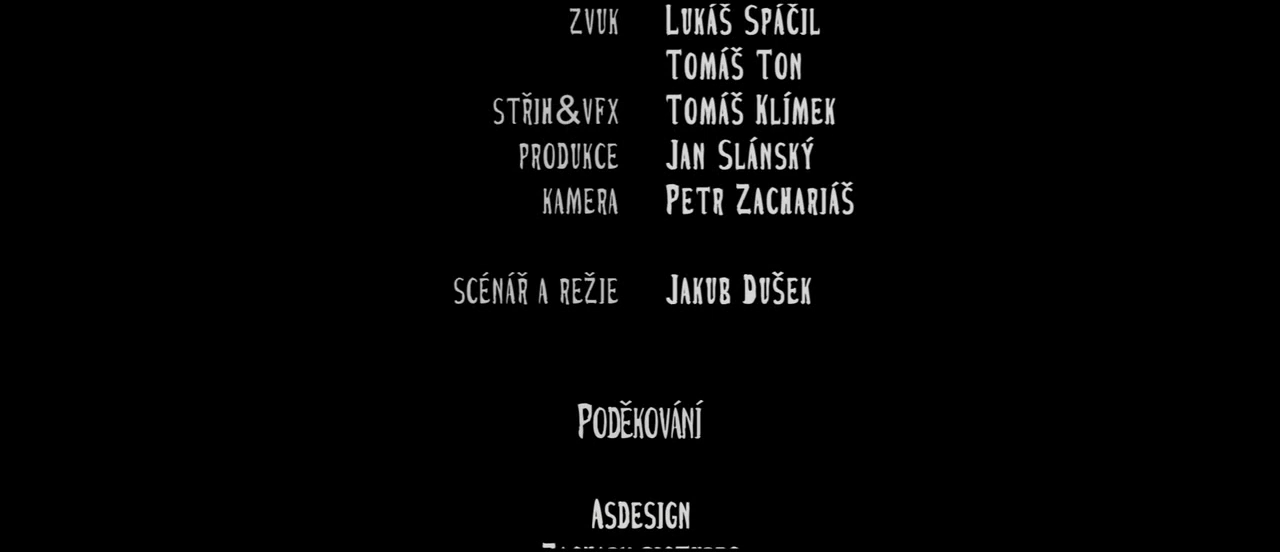 ZVUK LUKÁŠ SPÁČIL
TOMÁŠ TON
STŘIH&VFX TOMÁŠ KLÍMEK
PRODUKCE JAN SLÁNSKÝ
KAMERA PETR ZACHARIÁŠ
SCÉNÁŘ A REŽIE JAKUB DUŠEK
PODĚKOVÁNÍ
ASDESIGN